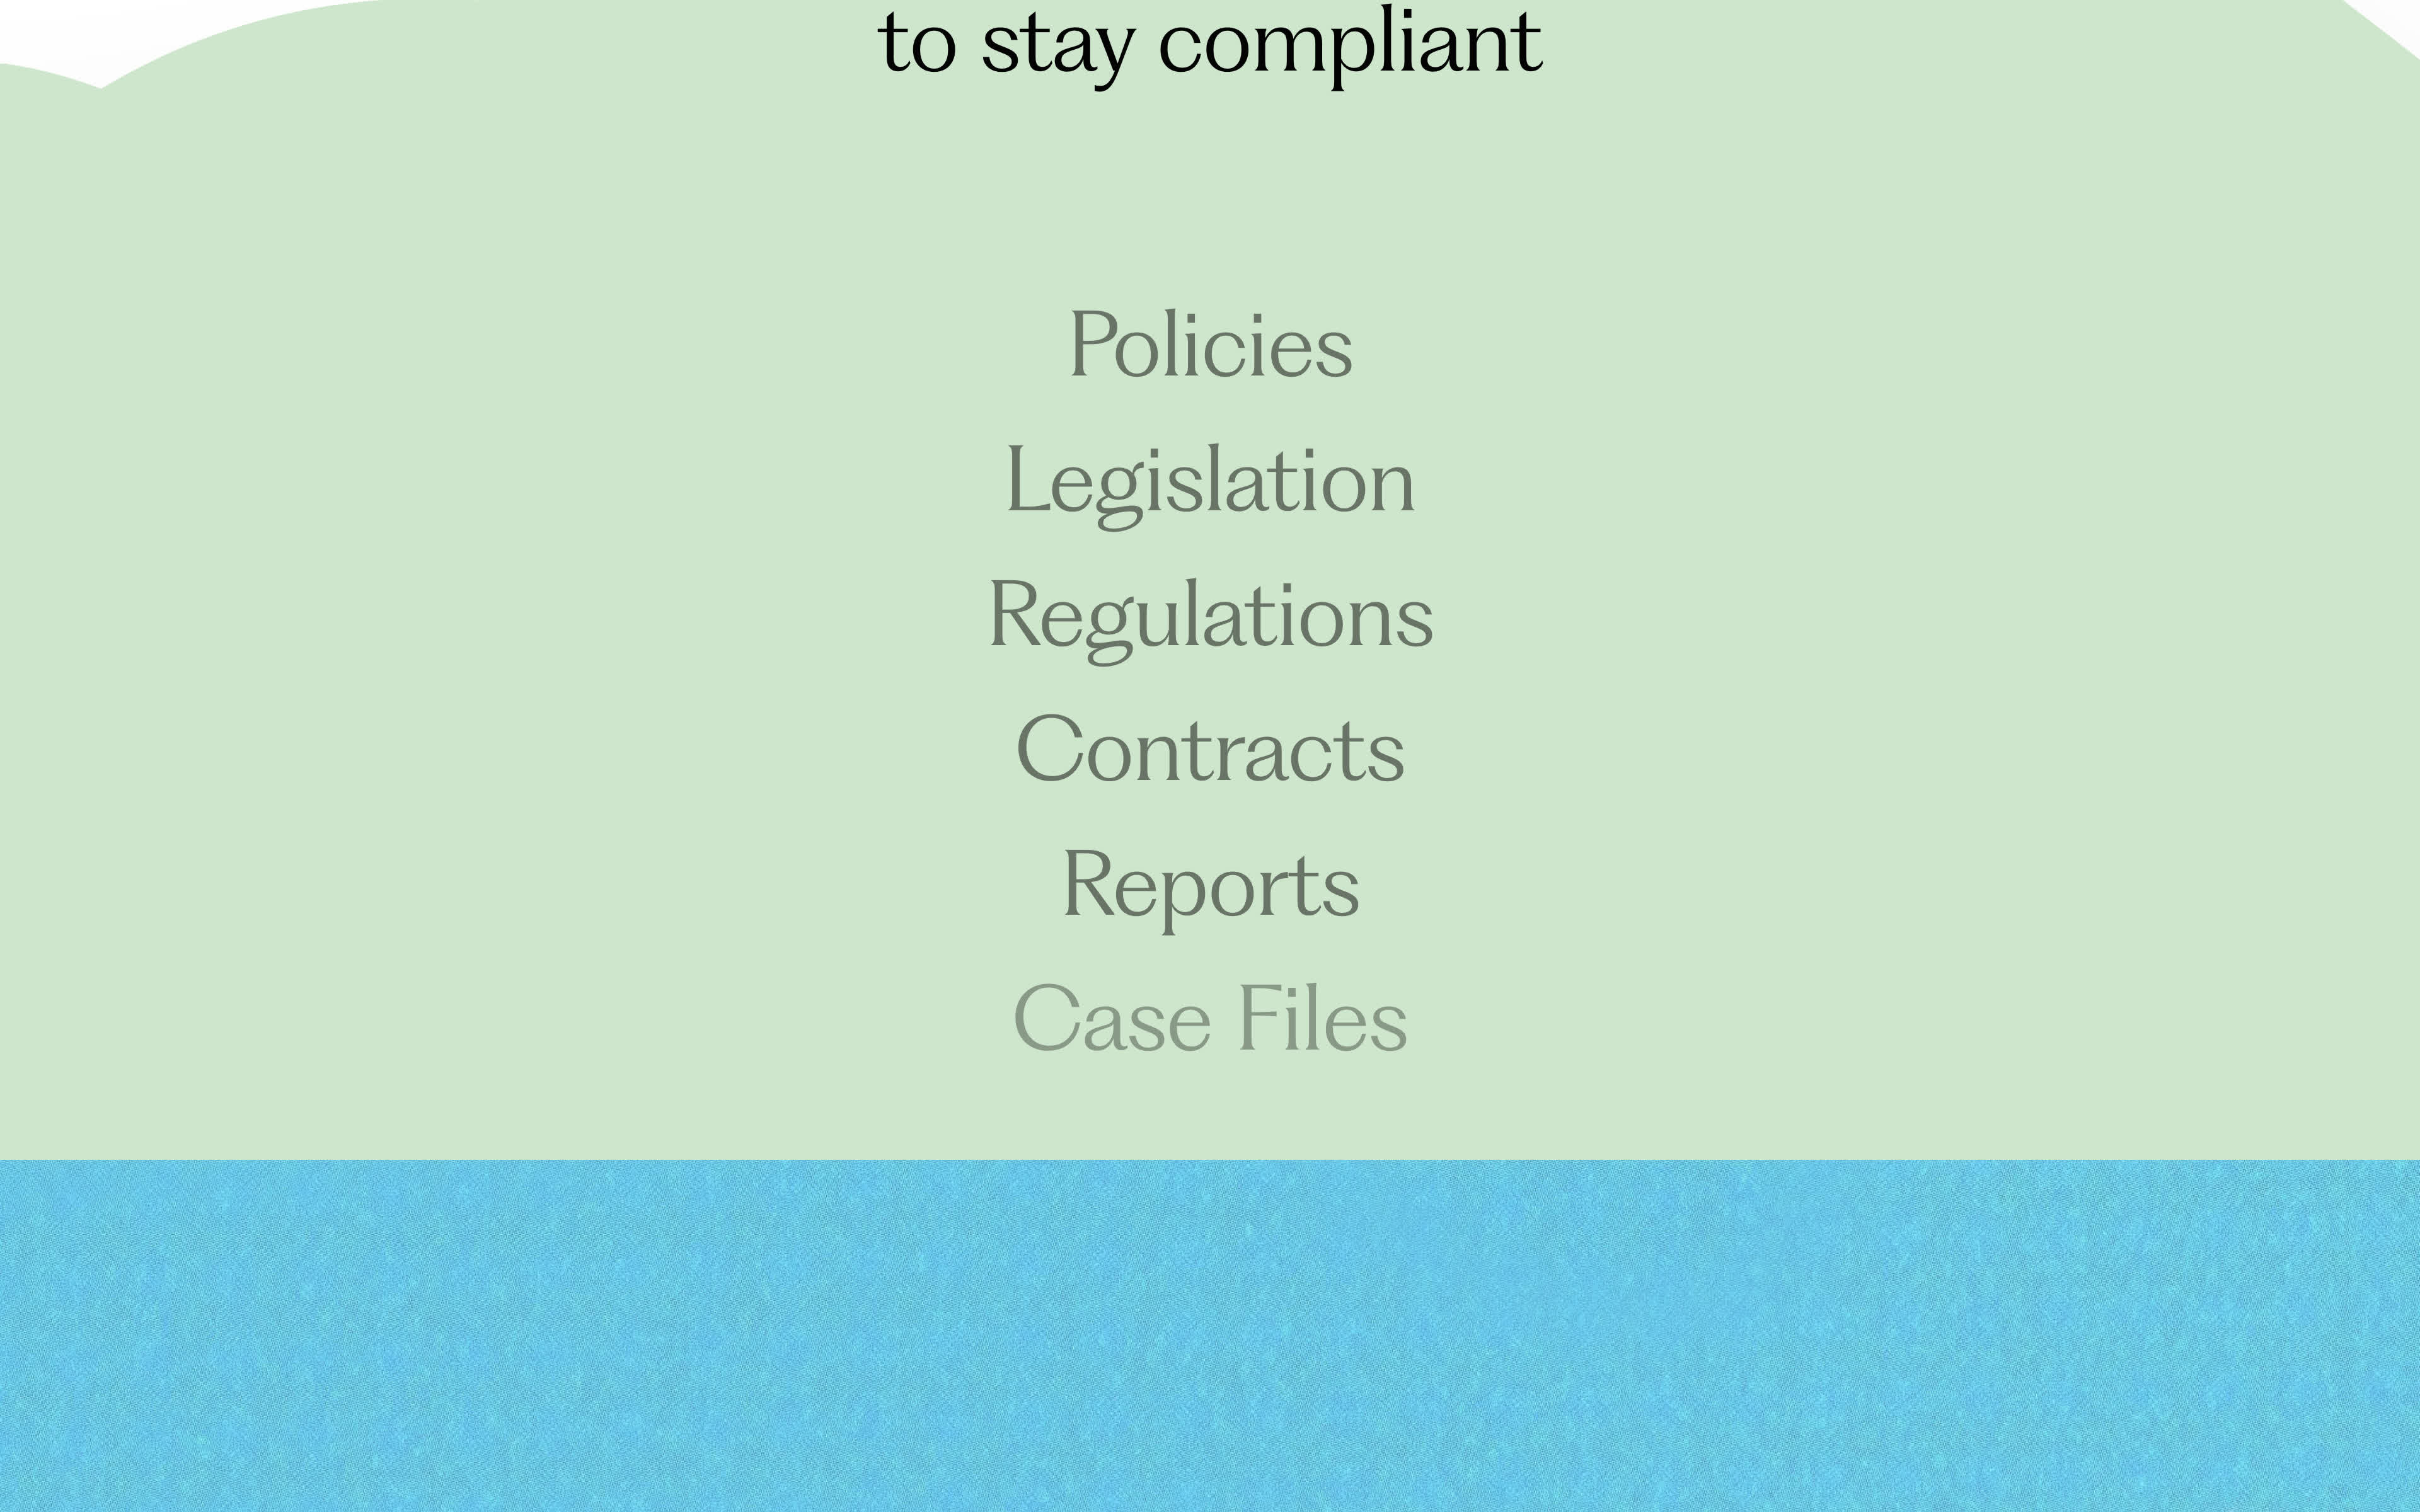 to stay compliant
Policies
Legislation
Regulations
Contracts
Reports
Case Files